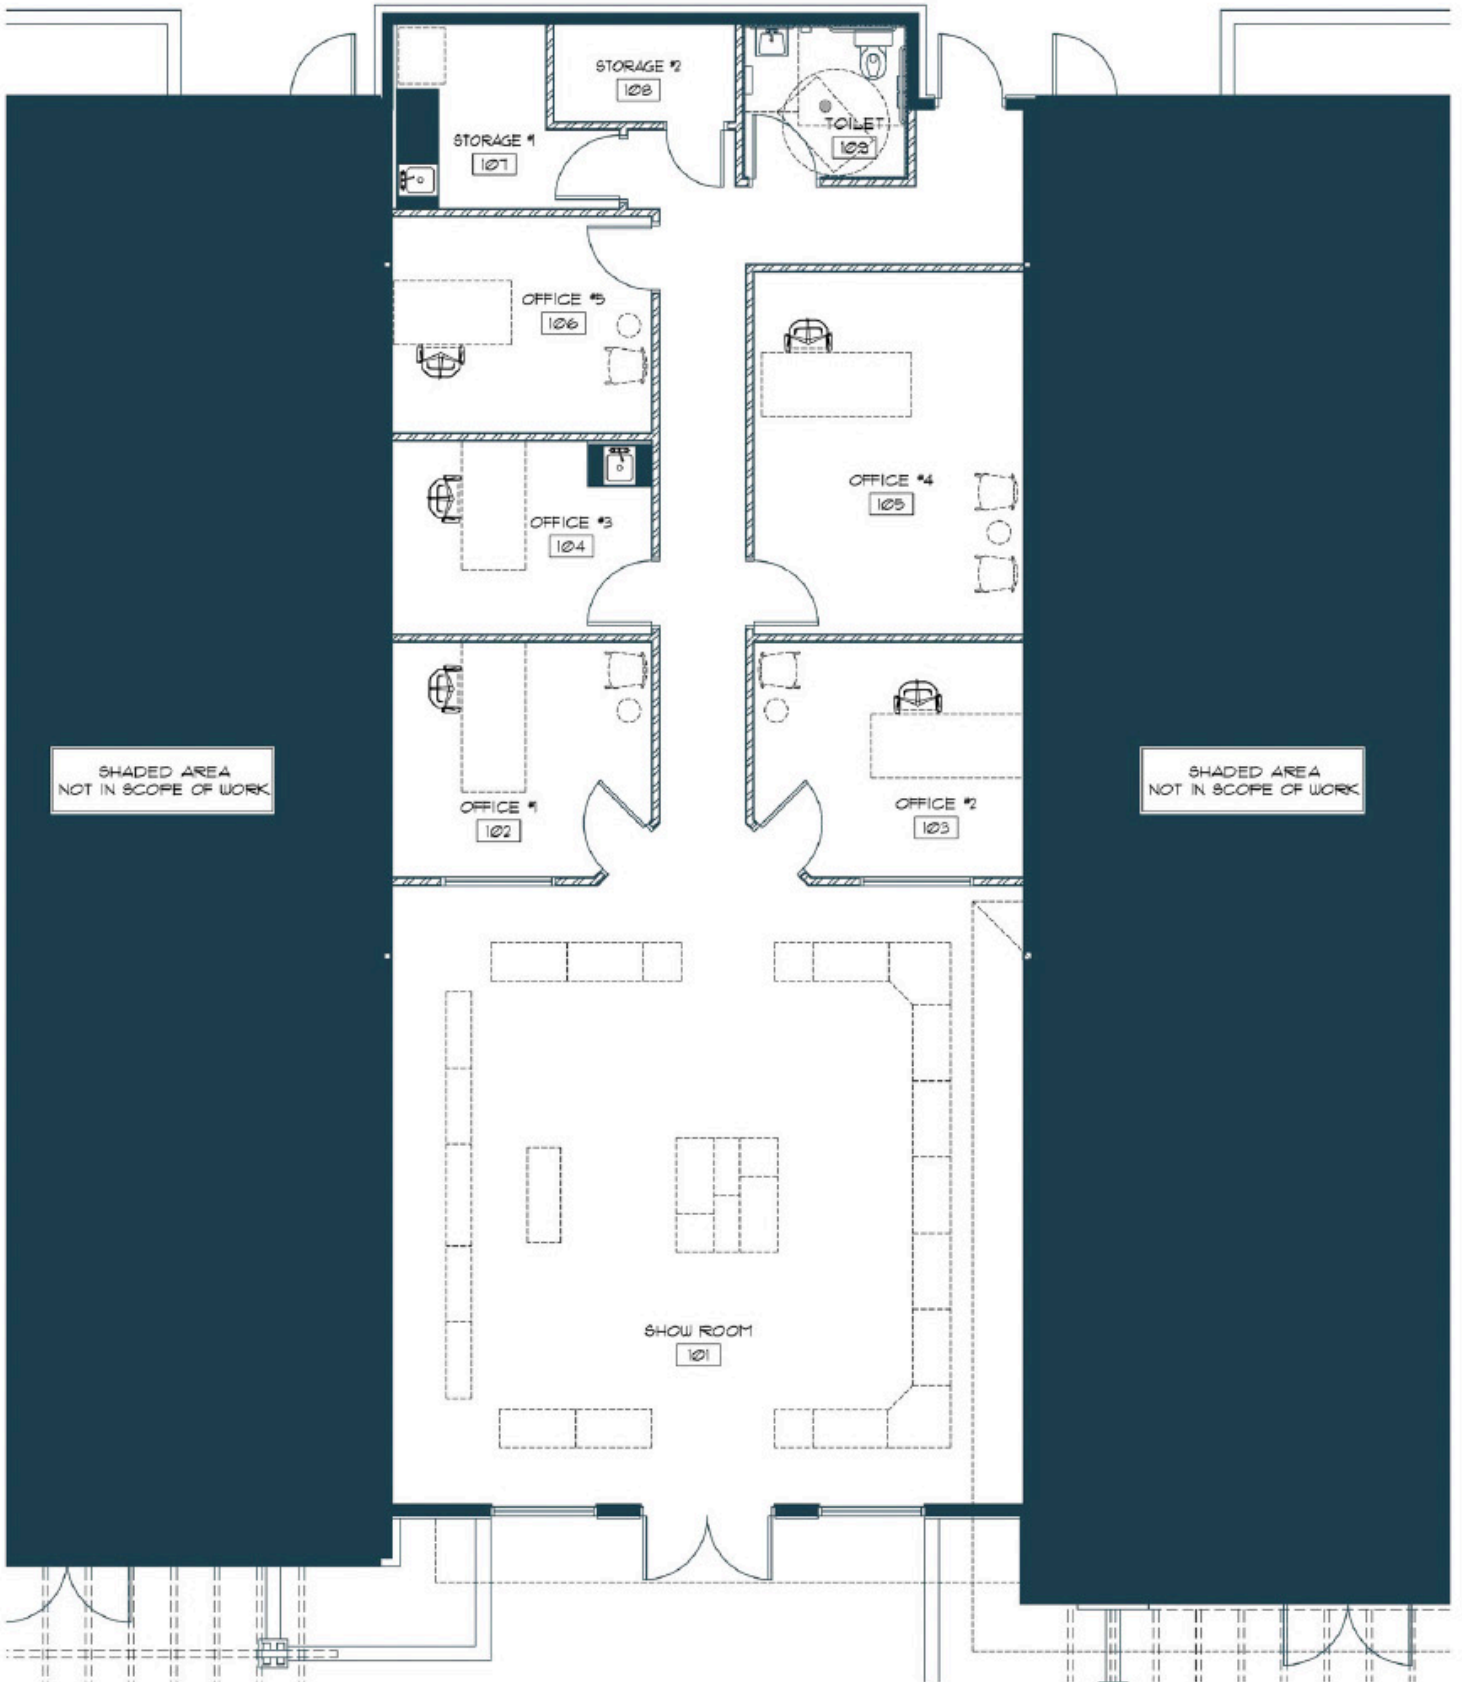 STORAGE #2
108
TOILET
109
STORAGE #1
107
OFFICE #5
106
OFFICE #4
105
OFFICE #3
104
SHADED AREA
NOT IN SCOPE OF WORK
OFFICE #1
102
OFFICE #2
103
SHADED AREA
NOT IN SCOPE OF WORK
SHOW ROOM
101